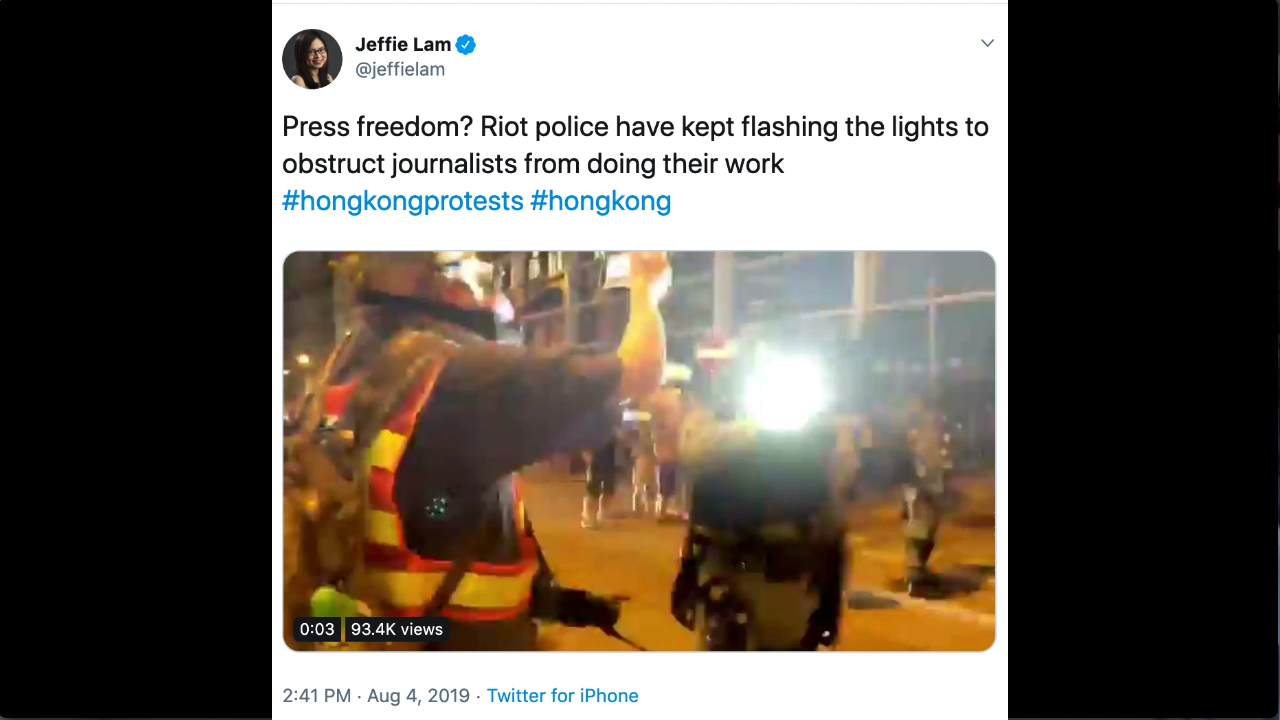 Jeffie Lam
@jeffielam
Press freedom? Riot police have kept flashing the lights to
obstruct journalists from doing their work
#hongkongprotests #hongkong
0:03 93.4K views
2:41 PM · Aug 4, 2019 · Twitter for iPhone